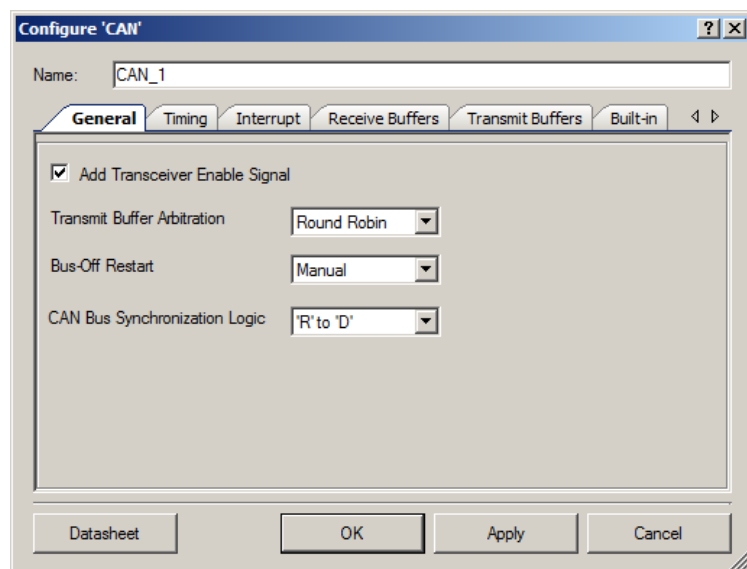 Configure 'CAN'
Name: CAN_1
General Timing Interrupt Receive Buffers Transmit Buffers Built-in
Add Transceiver Enable Signal
Transmit Buffer Arbitration Round Robin
Bus-Off Restart Manual
CAN Bus Synchronization Logic 'R' to 'D'
Datasheet OK Apply Cancel